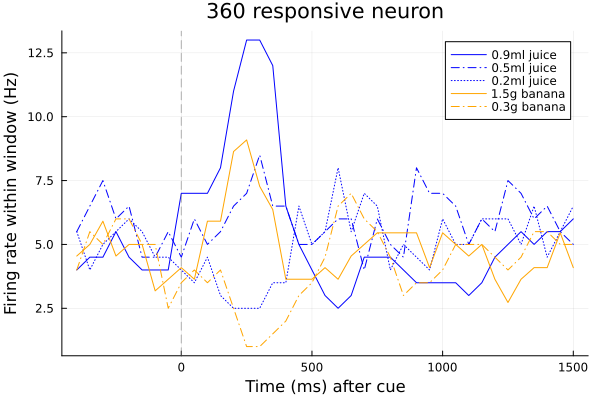 360 responsive neuron
Firing rate within window (Hz)
12.5
10.0
7.5
5.0
2.5
0.9ml juice
0.5ml juice
0.2ml juice
1.5g banana
0.3g banana
0
500
1000
1500
Time (ms) after cue